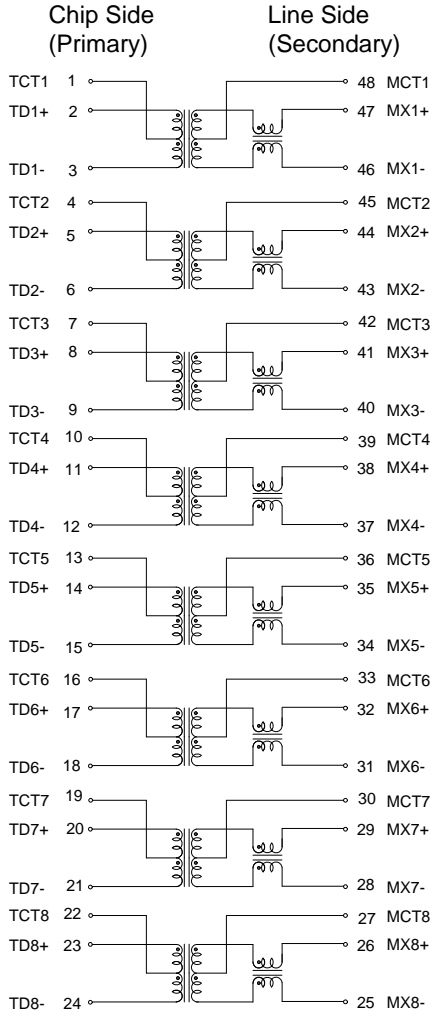 Chip Side Line Side
(Primary) (Secondary)
TCT1 1 48 MCT1
TD1+ 2 47 MX1+
TD1- 3 46 MX1-
TCT2 4 45 MCT2
TD2+ 5 44 MX2+
TD2- 6 43 MX2-
TCT3 7 42 MCT3
TD3+ 8 41 MX3+
TD3- 9 40 MX3-
TCT4 10 39 MCT4
TD4+ 11 38 MX4+
TD4- 12 37 MX4-
TCT5 13 36 MCT5
TD5+ 14 35 MX5+
TD5- 15 34 MX5-
TCT6 16 33 MCT6
TD6+ 17 32 MX6+
TD6- 18 31 MX6-
TCT7 19 30 MCT7
TD7+ 20 29 MX7+
TD7- 21 28 MX7-
TCT8 22 27 MCT8
TD8+ 23 26 MX8+
TD8- 24 25 MX8-